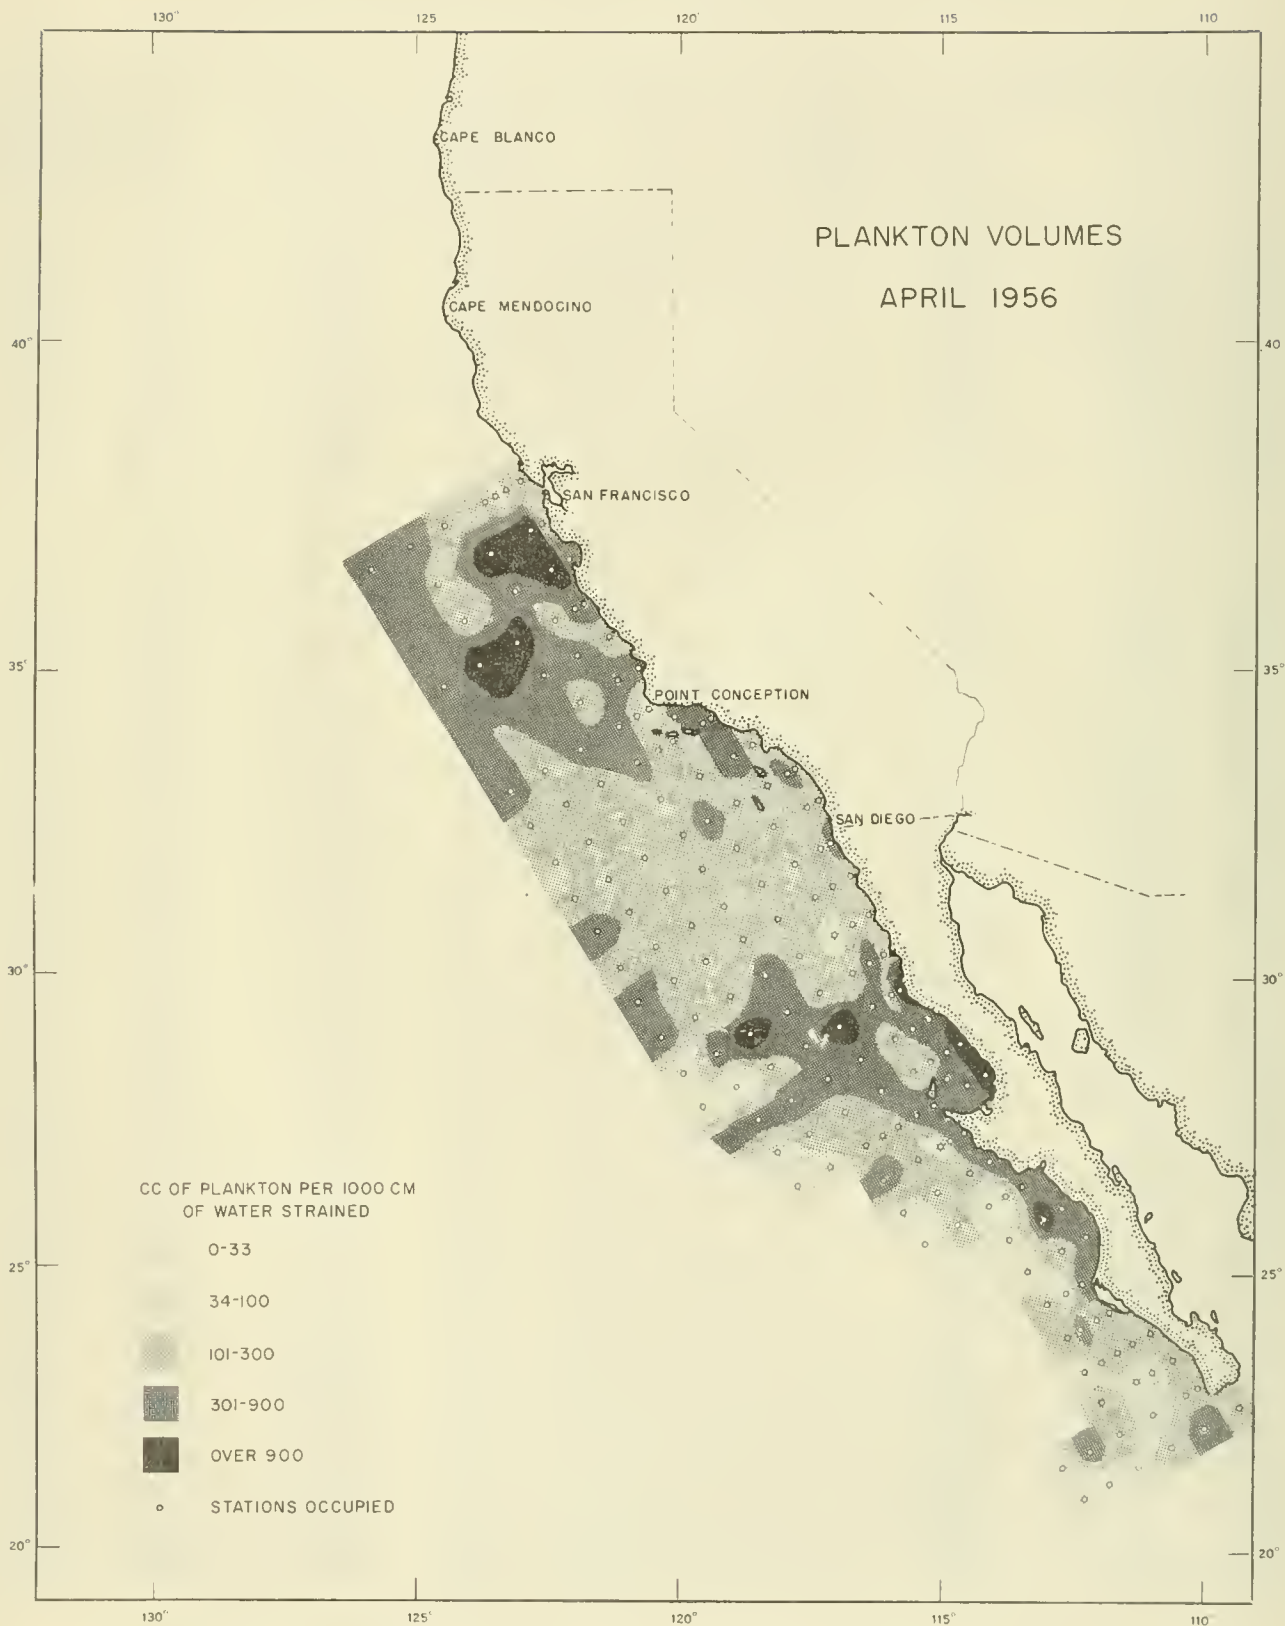 130° 125 120° 115 110
CAPE BLANCO
PLANKTON VOLUMES
APRIL 1956
CAPE MENDOCINO
40° 40
SAN FRANCISCO
35° 35°
POINT CONCEPTION
SAN DIEGO
30° 30°
CC OF PLANKTON PER 1000 CM
OF WATER STRAINED
0-33
25° 25°
34-100
101-300
301-900
OVER 900
STATIONS OCCUPIED
20° 20°
130° 125° 120° 115° 110°